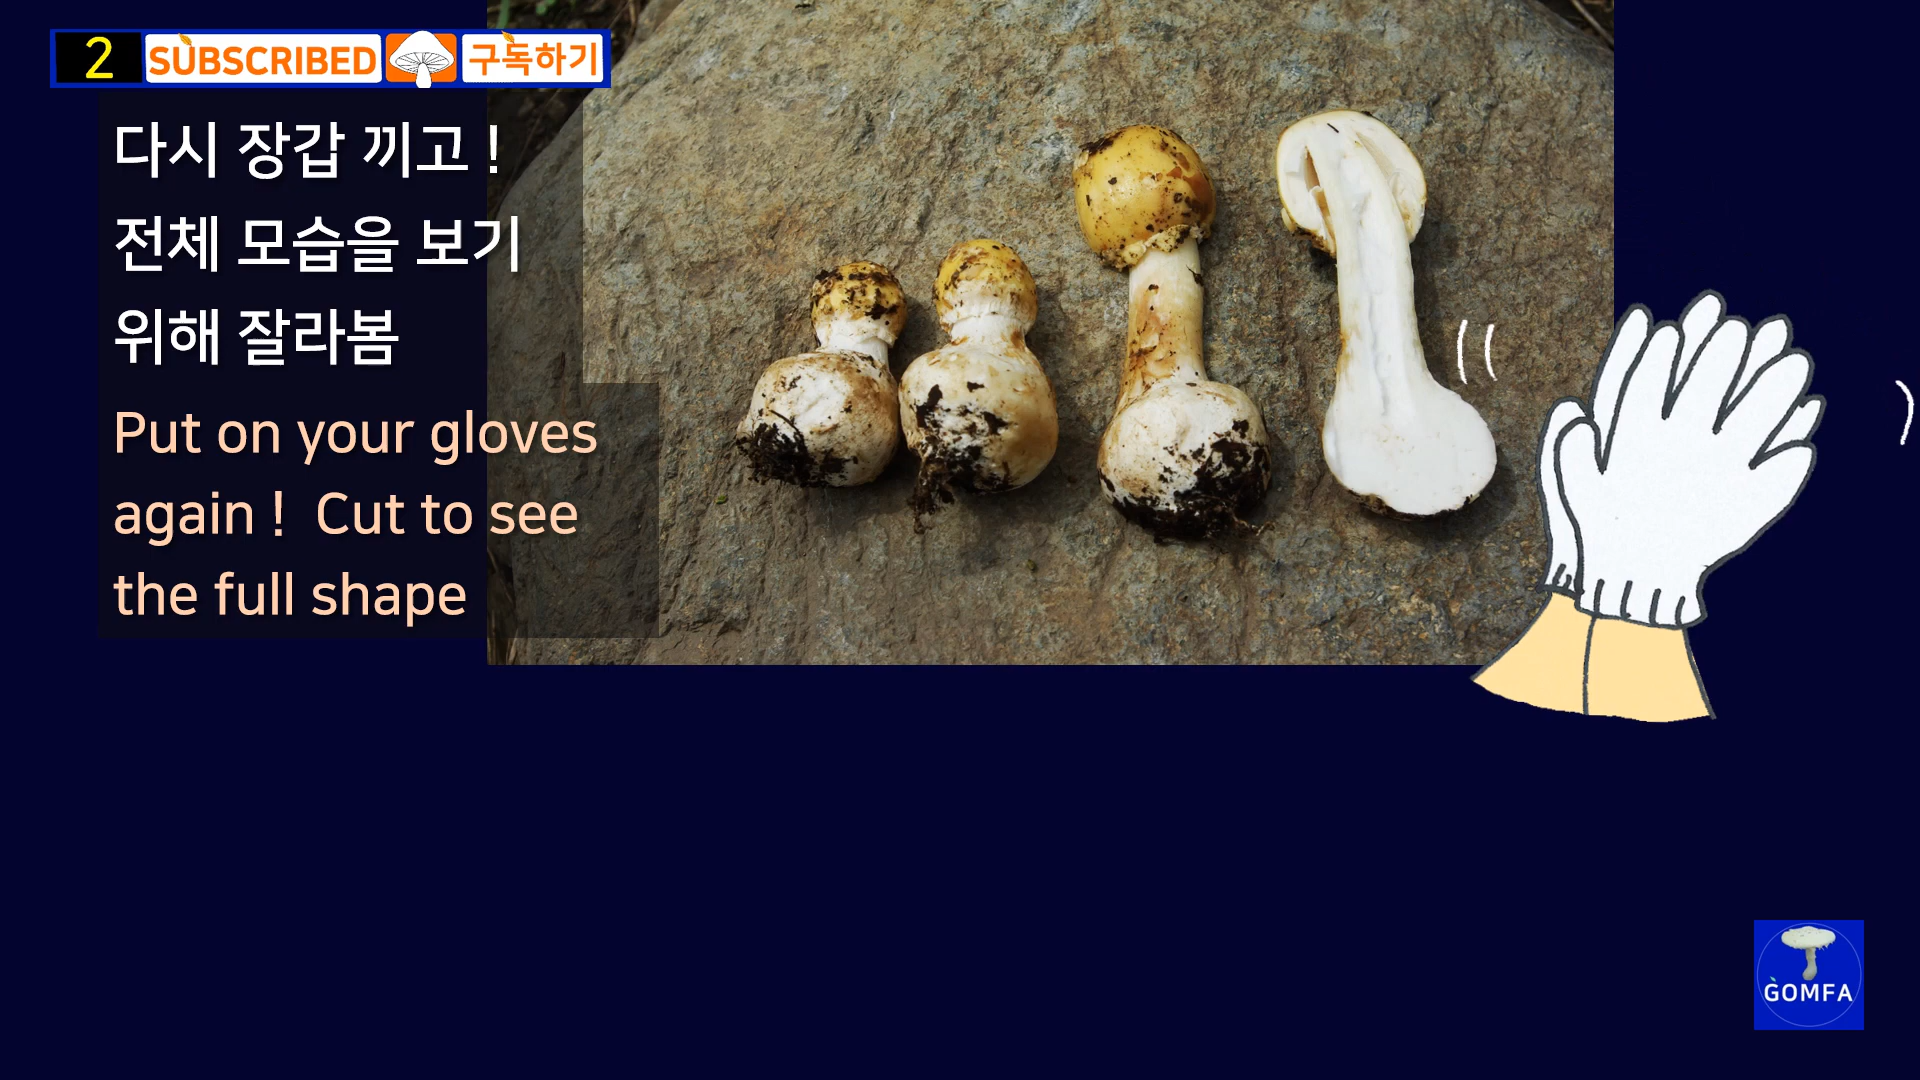 2 SUBSCRIBED 구독하기
다시 장갑 끼고 !
전체 모습을 보기
위해 잘라봄
Put on your gloves
again ! Cut to see
the full shape
GOMFA